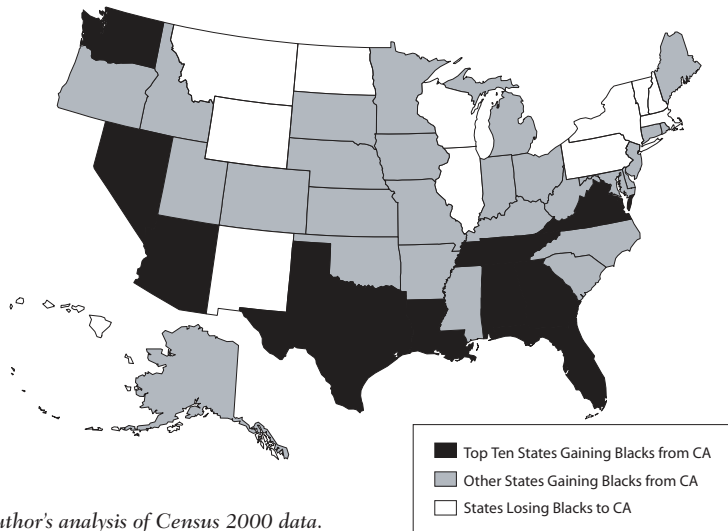 Top Ten States Gaining Blacks from CA
Other States Gaining Blacks from CA
States Losing Blacks to CA
uthor's analysis of Census 2000 data.